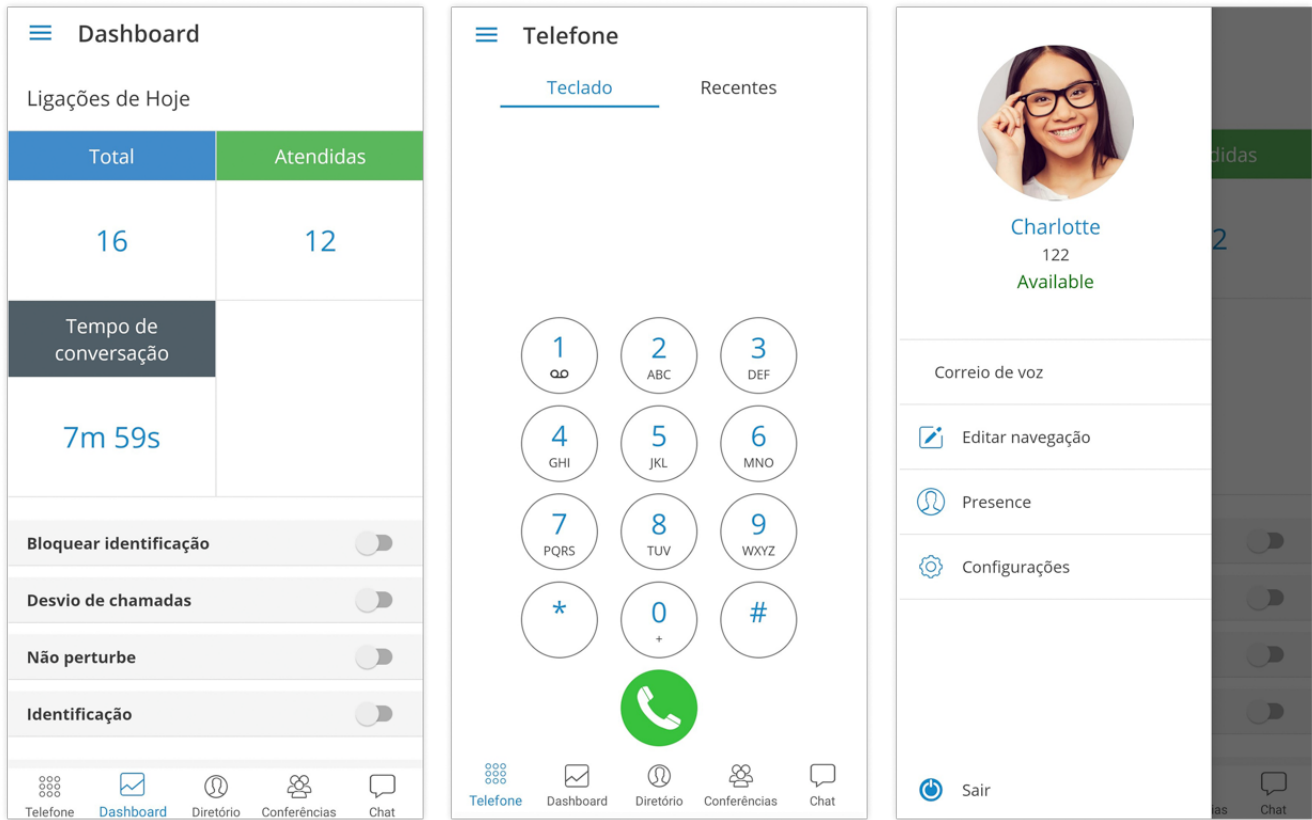 Dashboard
Ligações de Hoje
Total Atendidas
16 12
Tempo de
conversação
7m 59s
Bloquear identificação
Desvio de chamadas
Não perturbe
Identificação
Telefone Dashboard Diretório Conferências Chat
Telefone
Teclado Recentes
1 2 3
ABC DEF
4 5 6
GHI JKL MNO
7 8 9
PQRS TUV WXYZ
* 0 #
+
Telefone Dashboard Diretório Conferências Chat
Charlotte
122
Available
Correio de voz
Editar navegação
Presence
Configurações
Sair
didas
2
ias Chat